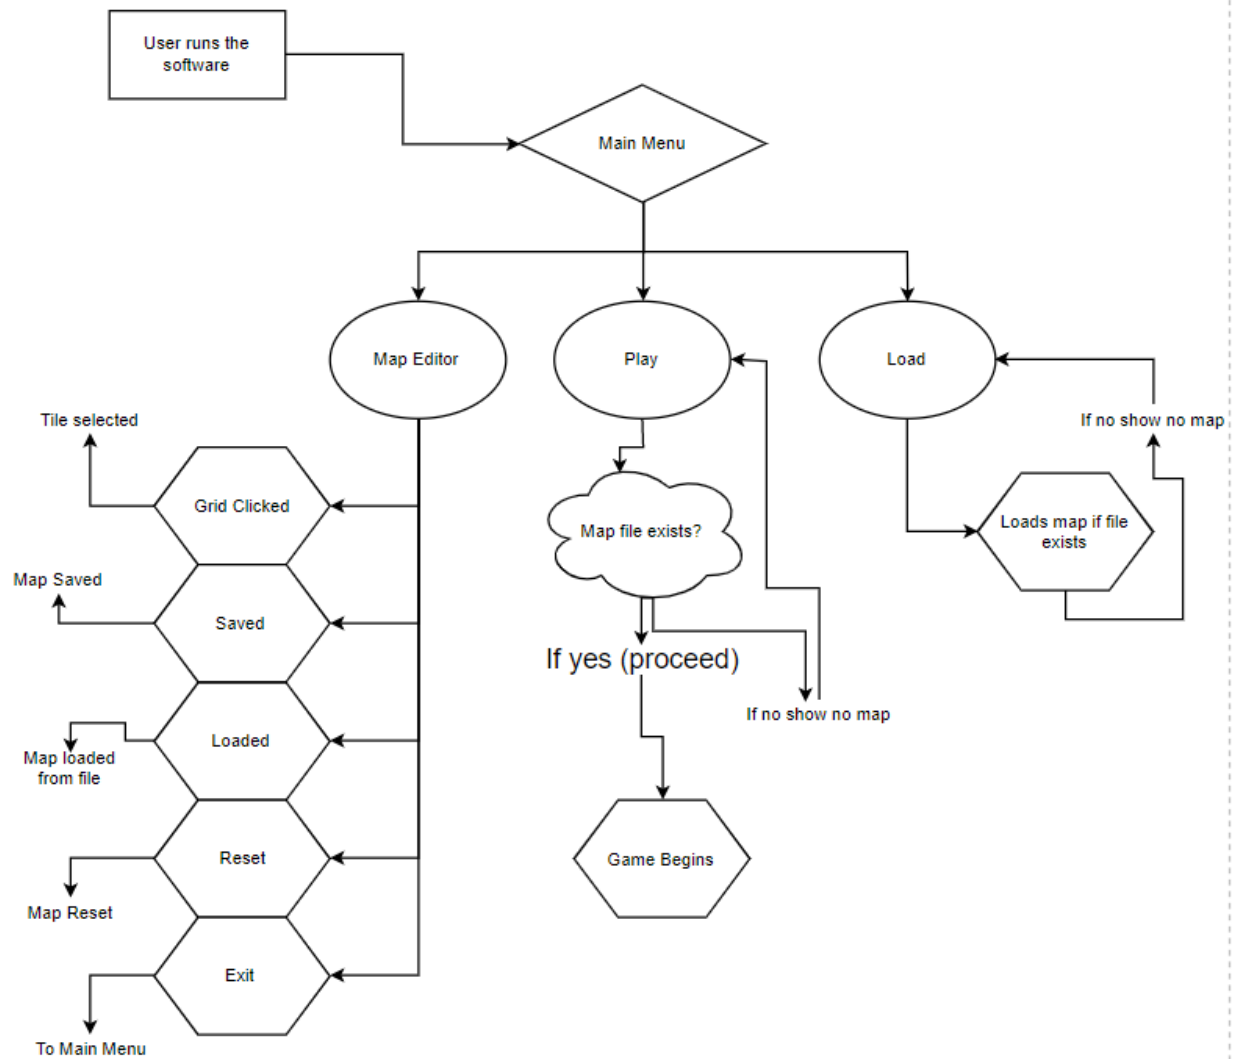 User runs the
software
Main Menu
Map Editor
Play
Load
Tile selected
If no show no map
Grid Clicked
Map file exists?
Loads map if file
exists
Map Saved
Saved
If yes (proceed)
If no show no map
Loaded
Map loaded
from file
Reset
Game Begins
Map Reset
Exit
To Main Menu